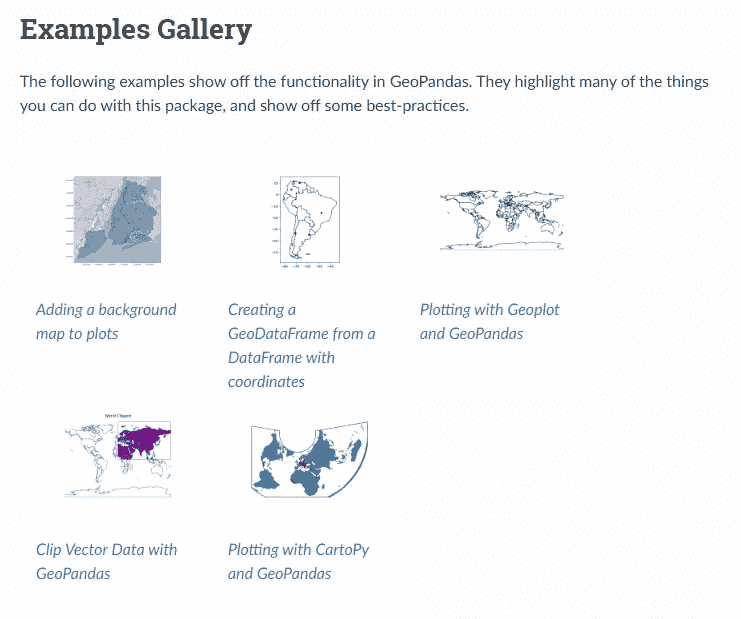 Examples Gallery
The following examples show off the functionality in GeoPandas. They highlight many of the things
you can do with this package, and show off some best-practices.
Adding a background
map to plots
Creating a
GeoDataFrame from a
DataFrame with
coordinates
Plotting with Geoplot
and GeoPandas
World Clipped
Clip Vector Data with
GeoPandas
Plotting with CartoPy
and GeoPandas